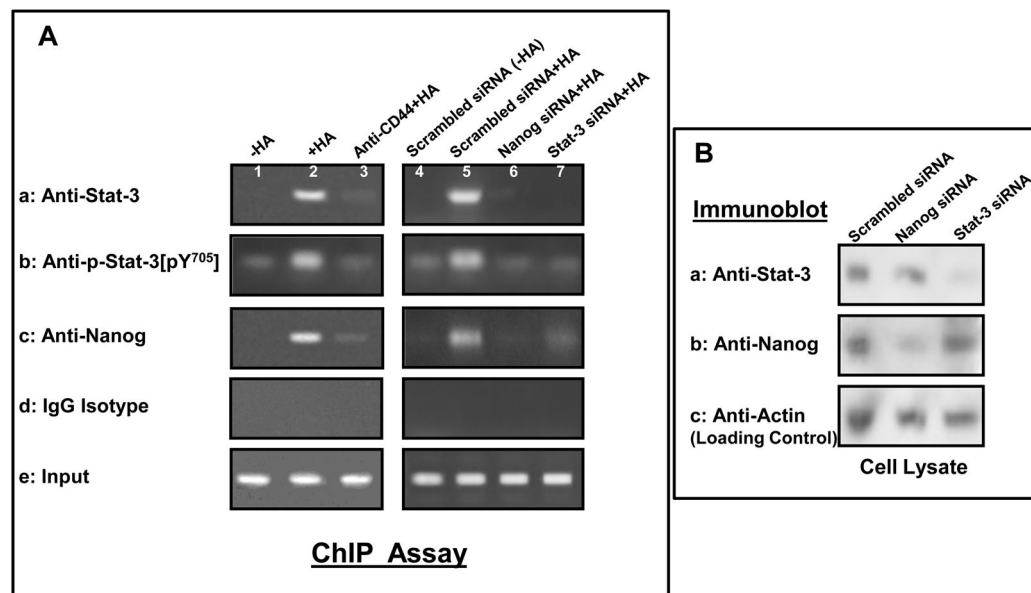 A
-HA
+HA
Anti-CD44+HA
Scrambled siRNA (-HA)
Scrambled siRNA+HA
Nanog siRNA+HA
Stat-3 siRNA+HA
1 2 3 4 5 6 7
a: Anti-Stat-3
b: Anti-p-Stat-3[pY⁷⁰⁵]
c: Anti-Nanog
d: IgG Isotype
e: Input
ChIP Assay
B
Immunoblot
Scrambled siRNA
Nanog siRNA
Stat-3 siRNA
a: Anti-Stat-3
b: Anti-Nanog
c: Anti-Actin
(Loading Control)
Cell Lysate